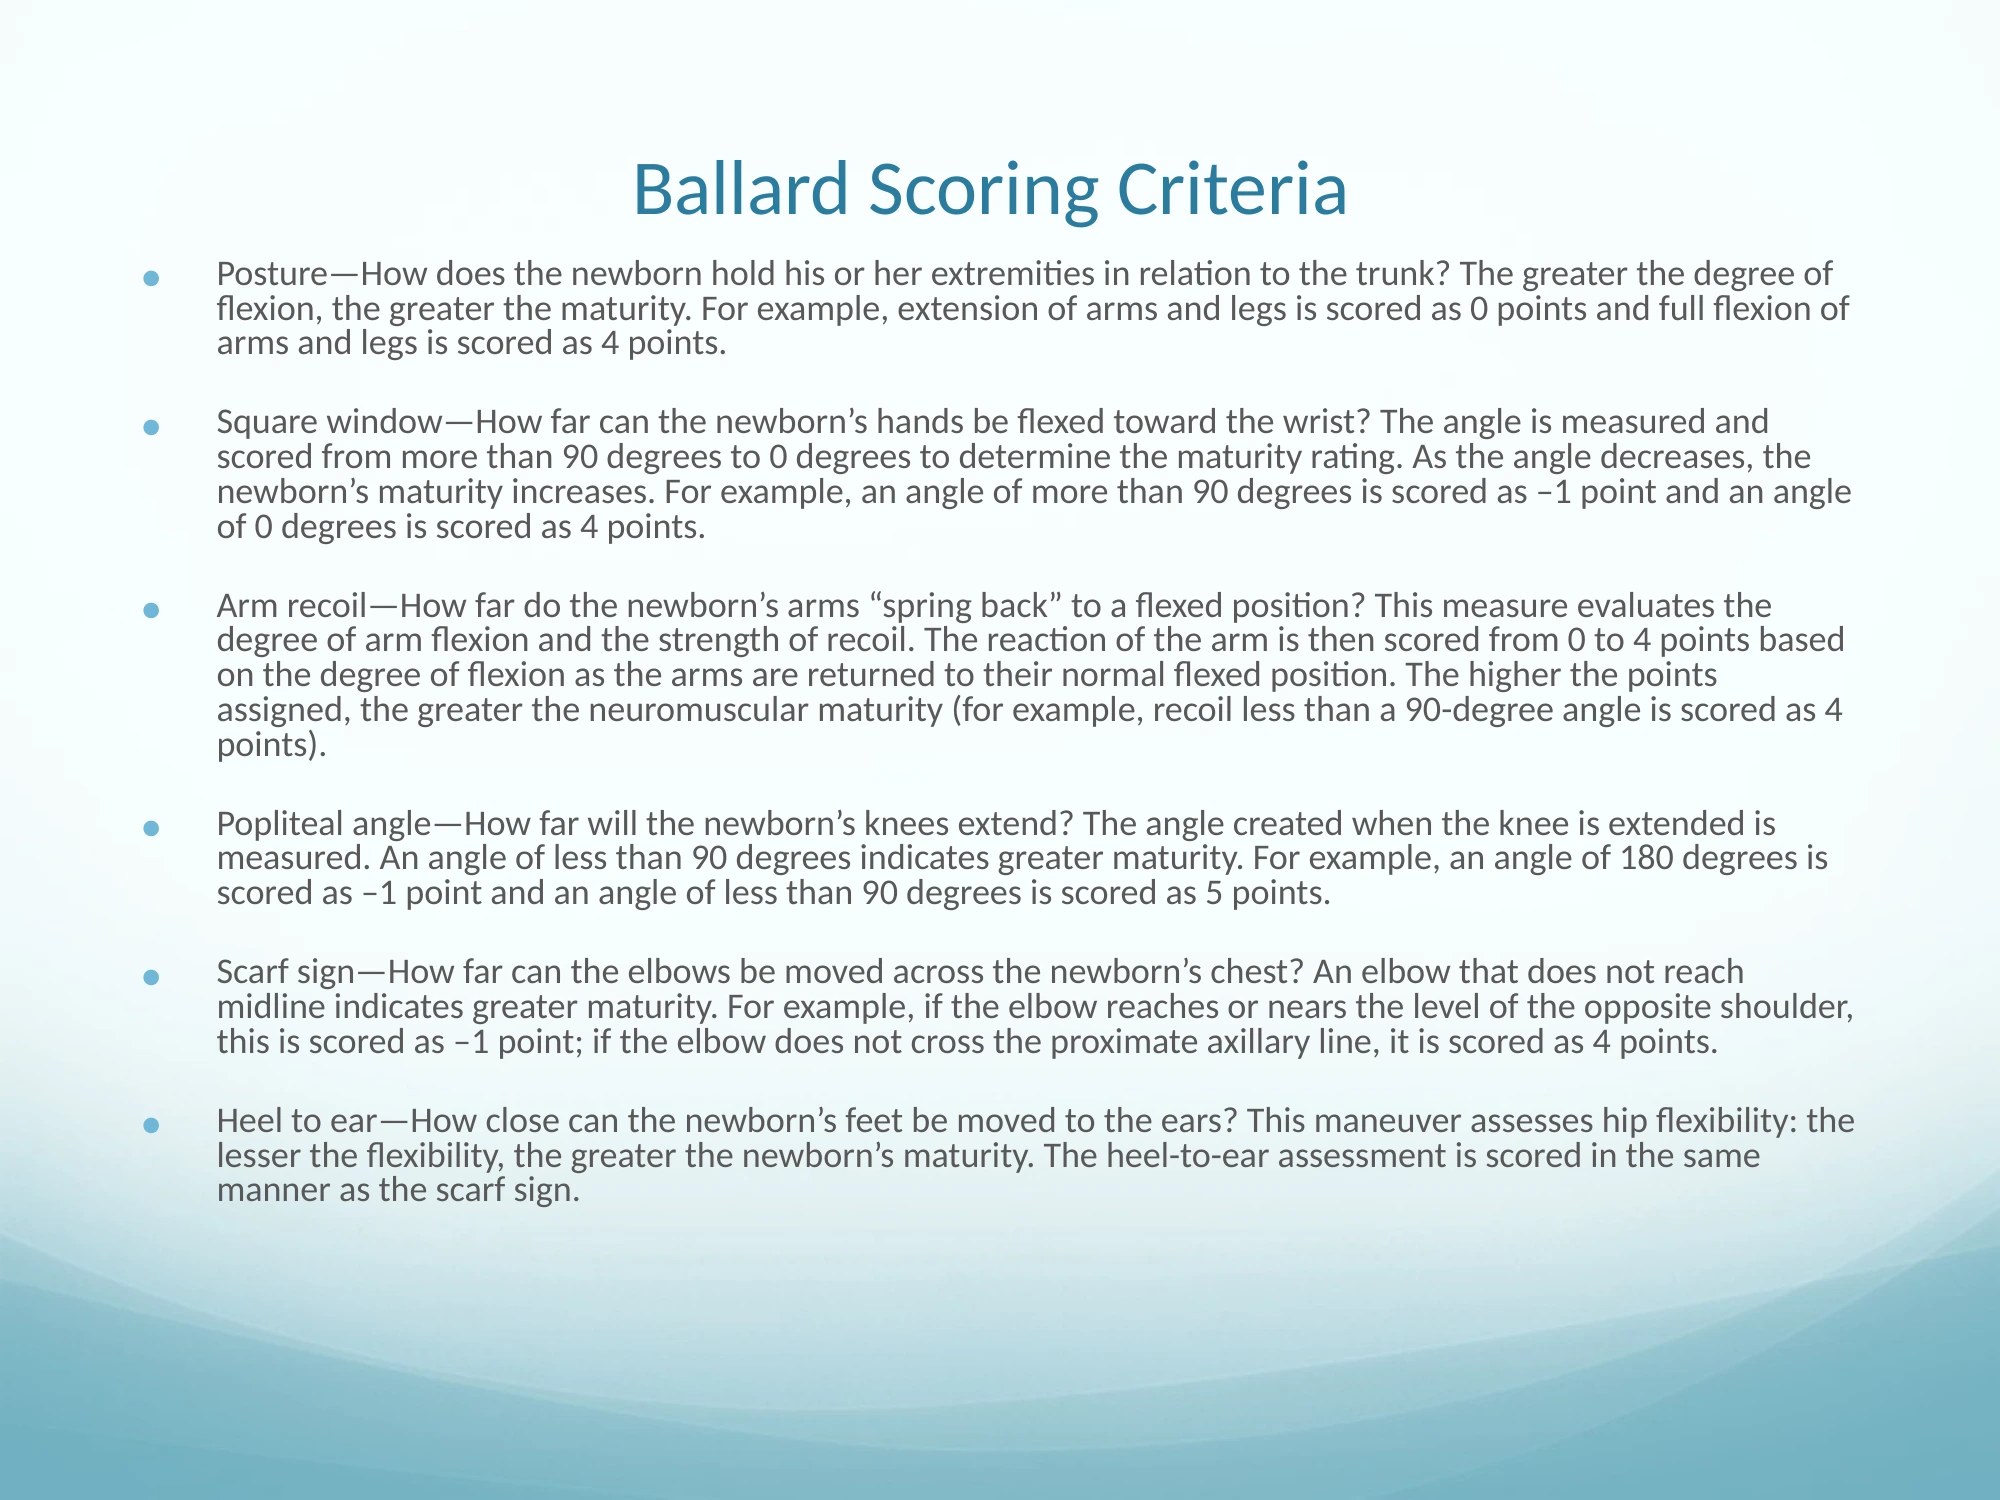 Ballard Scoring Criteria
• Posture—How does the newborn hold his or her extremities in relation to the trunk? The greater the degree of
flexion, the greater the maturity. For example, extension of arms and legs is scored as 0 points and full flexion of
arms and legs is scored as 4 points.
• Square window—How far can the newborn’s hands be flexed toward the wrist? The angle is measured and
scored from more than 90 degrees to 0 degrees to determine the maturity rating. As the angle decreases, the
newborn’s maturity increases. For example, an angle of more than 90 degrees is scored as –1 point and an angle
of 0 degrees is scored as 4 points.
• Arm recoil—How far do the newborn’s arms “spring back” to a flexed position? This measure evaluates the
degree of arm flexion and the strength of recoil. The reaction of the arm is then scored from 0 to 4 points based
on the degree of flexion as the arms are returned to their normal flexed position. The higher the points
assigned, the greater the neuromuscular maturity (for example, recoil less than a 90-degree angle is scored as 4
points).
• Popliteal angle—How far will the newborn’s knees extend? The angle created when the knee is extended is
measured. An angle of less than 90 degrees indicates greater maturity. For example, an angle of 180 degrees is
scored as –1 point and an angle of less than 90 degrees is scored as 5 points.
• Scarf sign—How far can the elbows be moved across the newborn’s chest? An elbow that does not reach
midline indicates greater maturity. For example, if the elbow reaches or nears the level of the opposite shoulder,
this is scored as –1 point; if the elbow does not cross the proximate axillary line, it is scored as 4 points.
• Heel to ear—How close can the newborn’s feet be moved to the ears? This maneuver assesses hip flexibility: the
lesser the flexibility, the greater the newborn’s maturity. The heel-to-ear assessment is scored in the same
manner as the scarf sign.